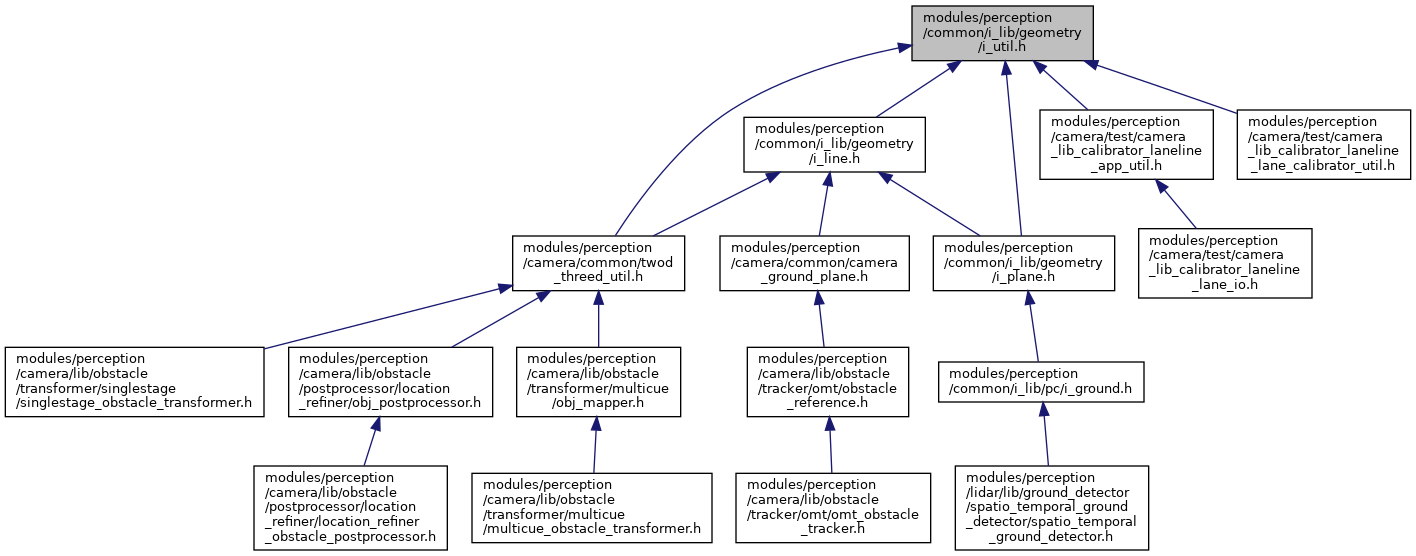 modules/perception
/common/i_lib/geometry
/i_util.h
modules/perception
/common/i_lib/geometry
/i_line.h
modules/perception
/camera/test/camera
_lib_calibrator_laneline
_app_util.h
modules/perception
/camera/test/camera
_lib_calibrator_laneline
_lane_calibrator_util.h
modules/perception
/camera/common/twod
_threed_util.h
modules/perception
/camera/common/camera
_ground_plane.h
modules/perception
/common/i_lib/geometry
/i_plane.h
modules/perception
/camera/test/camera
_lib_calibrator_laneline
_lane_io.h
modules/perception
/camera/lib/obstacle
/transformer/singlestage
/singlestage_obstacle_transformer.h
modules/perception
/camera/lib/obstacle
/postprocessor/location
_refiner/obj_postprocessor.h
modules/perception
/camera/lib/obstacle
/transformer/multicue
/obj_mapper.h
modules/perception
/camera/lib/obstacle
/tracker/omt/obstacle
_reference.h
modules/perception
/common/i_lib/pc/i_ground.h
modules/perception
/camera/lib/obstacle
/postprocessor/location
_refiner/location_refiner
_obstacle_postprocessor.h
modules/perception
/camera/lib/obstacle
/transformer/multicue
/multicue_obstacle_transformer.h
modules/perception
/camera/lib/obstacle
/tracker/omt/omt_obstacle
_tracker.h
modules/perception
/lidar/lib/ground_detector
/spatio_temporal_ground
_detector/spatio_temporal
_ground_detector.h